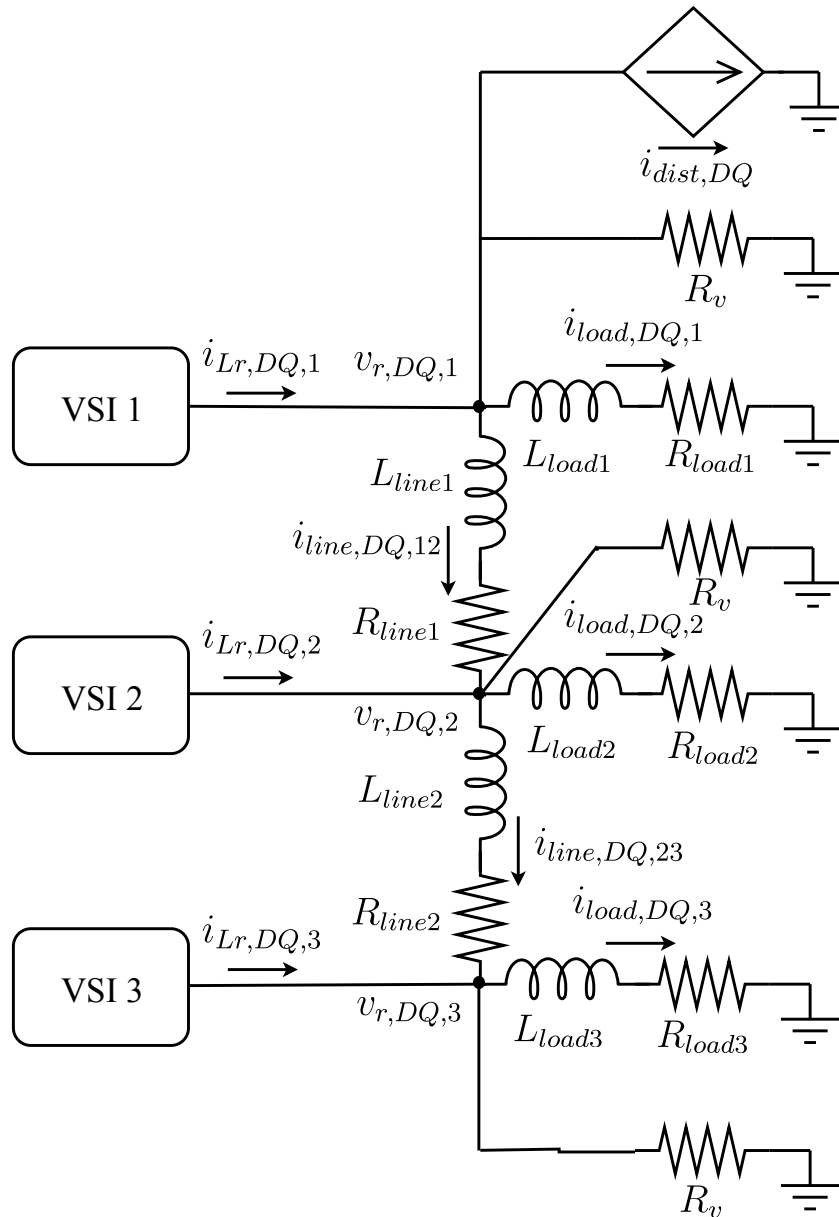 i_{dist,DQ}
R_v
i_{load,DQ,1}
i_{Lr,DQ,1}
v_{r,DQ,1}
VSI 1
L_{load1}
R_{load1}
L_{line1}
i_{line,DQ,12}
R_v
R_{line1}
i_{load,DQ,2}
i_{Lr,DQ,2}
VSI 2
v_{r,DQ,2}
L_{load2}
R_{load2}
L_{line2}
i_{line,DQ,23}
R_{line2}
i_{load,DQ,3}
i_{Lr,DQ,3}
VSI 3
v_{r,DQ,3}
L_{load3}
R_{load3}
R_v